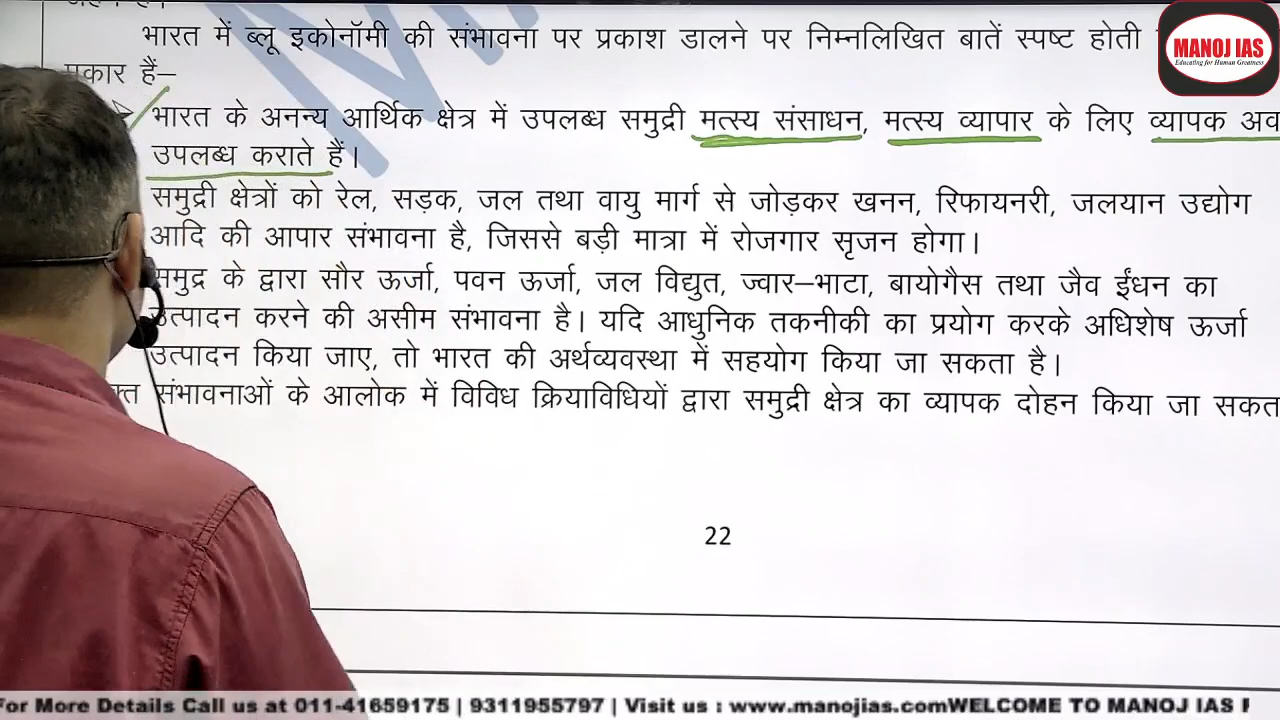 भारत में ब्लू इकोनॉमी की संभावना पर प्रकाश डालने पर निम्नलिखित बातें स्पष्ट होती
प्रकार हैं–
भारत के अनन्य आर्थिक क्षेत्र में उपलब्ध समुद्री मत्स्य संसाधन, मत्स्य व्यापार के लिए व्यापक
उपलब्ध कराते हैं।
समुद्री क्षेत्रों को रेल, सड़क, जल तथा वायु मार्ग से जोड़कर खनन, रिफायनरी, जलयान उद्योग
आदि की आपार संभावना है, जिससे बड़ी मात्रा में रोजगार सृजन होगा।
समुद्र के द्वारा सौर ऊर्जा, पवन ऊर्जा, जल विद्युत, ज्वार–भाटा, बायोगैस तथा जैव ईंधन का
उत्पादन करने की असीम संभावना है। यदि आधुनिक तकनीकी का प्रयोग करके अधिशेष ऊर्जा
उत्पादन किया जाए, तो भारत की अर्थव्यवस्था में सहयोग किया जा सकता है।
संभावनाओं के आलोक में विविध क्रियाविधियों द्वारा समुद्री क्षेत्र का व्यापक दोहन किया जा
22
MANOJ IAS
Educating for Human Greatness
For More Details Call us at 011-41659175 | 9311955797 | Visit us : www.manojias.comWELCOME TO MANOJ IAS